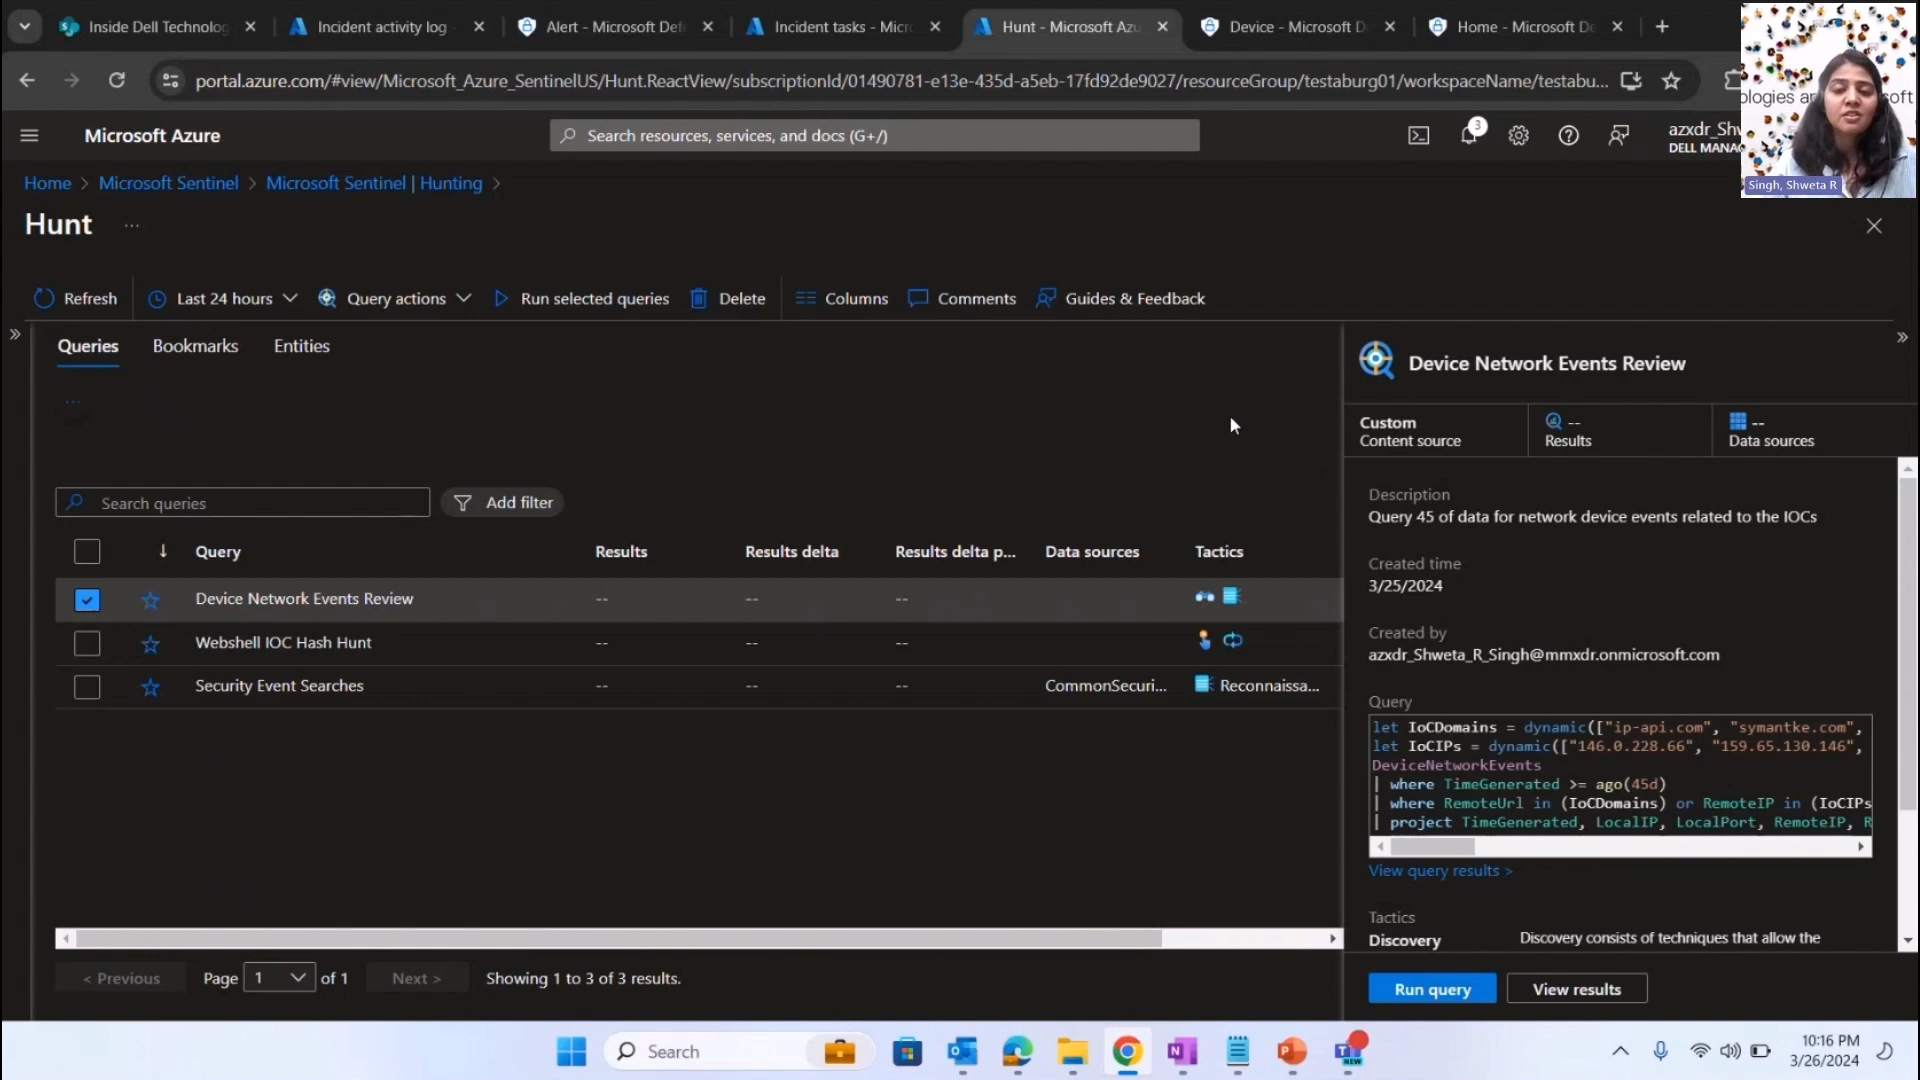 Inside Dell Technolog
Incident activity log
Alert - Microsoft Def
Incident tasks - Micr
Hunt - Microsoft Azu
Device - Microsoft D
Home - Microsoft De
portal.azure.com/#view/Microsoft_Azure_SentinelUS/Hunt.ReactView/subscriptionId/01490781-e13e-435d-a5eb-17fd92de9027/resourceGroup/testaburg01/workspaceName/testabu...
Microsoft Azure
Search resources, services, and docs (G+/)
3
azxdr_Shw
DELL MANA
ologies a
soft
Singh, Shweta R
Home > Microsoft Sentinel > Microsoft Sentinel | Hunting >
Hunt ...
Refresh
Last 24 hours
Query actions
Run selected queries
Delete
Columns
Comments
Guides & Feedback
Queries
Bookmarks
Entities
...
Search queries
Add filter
↓ Query Results Results delta Results delta p... Data sources Tactics
Device Network Events Review -- -- --
Webshell IOC Hash Hunt -- -- --
Security Event Searches -- -- -- CommonSecuri... Reconnaissa...
< Previous Page 1 of 1 Next > Showing 1 to 3 of 3 results.
Device Network Events Review
Custom
Content source
--
Results
--
Data sources
Description
Query 45 of data for network device events related to the IOCs
Created time
3/25/2024
Created by
azxdr_Shweta_R_Singh@mmxdr.onmicrosoft.com
Query
let IoCDomains = dynamic(["ip-api.com", "symantke.com",
let IoCIPs = dynamic(["146.0.228.66", "159.65.130.146",
DeviceNetworkEvents
| where TimeGenerated >= ago(45d)
| where RemoteUrl in (IoCDomains) or RemoteIP in (IoCIPs
| project TimeGenerated, LocalIP, LocalPort, RemoteIP, R
View query results >
Tactics
Discovery
Discovery consists of techniques that allow the
Run query
View results
Search
NEW
10:16 PM
3/26/2024